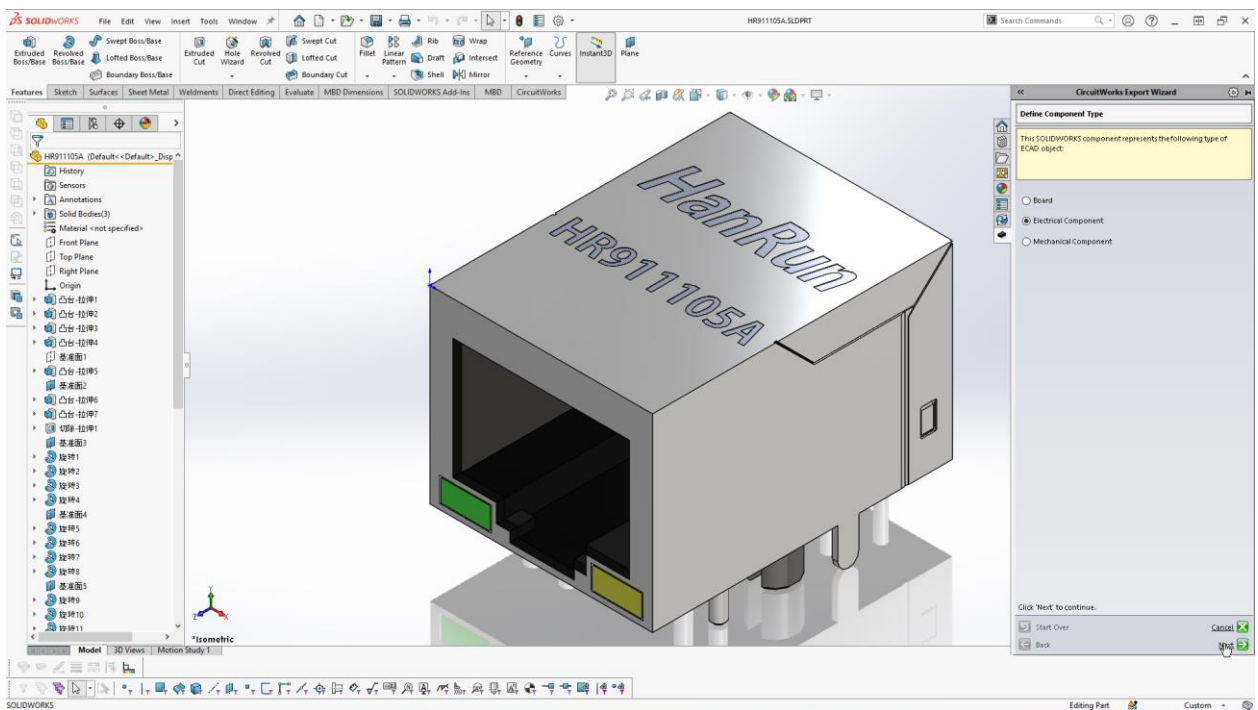 SOLIDWORKS File Edit View Insert Tools Window HR911105A.SLDPRT Search Commands
Extruded Boss/Base
Revolved Boss/Base
Swept Boss/Base
Lofted Boss/Base
Boundary Boss/Base
Extruded Cut
Hole Wizard
Revolved Cut
Swept Cut
Lofted Cut
Boundary Cut
Fillet
Linear Pattern
Rib
Draft
Shell
Wrap
Intersect
Mirror
Reference Geometry
Curves
Instant3D
Plane
Features Sketch Surfaces Sheet Metal Weldments Direct Editing Evaluate MBD Dimensions SOLIDWORKS Add-Ins MBD CircuitWorks
HR911105A (Default<<Default>_Disp
History
Sensors
Annotations
Solid Bodies(3)
Material <not specified>
Front Plane
Top Plane
Right Plane
Origin
凸台-拉伸1
凸台-拉伸2
凸台-拉伸3
凸台-拉伸4
基准面1
凸台-拉伸5
基准面2
凸台-拉伸6
凸台-拉伸7
切除-拉伸1
基准面3
旋转1
旋转2
旋转3
旋转4
基准面4
旋转5
旋转6
旋转7
旋转8
基准面5
旋转9
旋转10
旋转11
HanRun
HR911105A
Y
Z
X
*Isometric
CircuitWorks Export Wizard
Define Component Type
This SOLIDWORKS component represents the following type of
ECAD object:
Board
Electrical Component
Mechanical Component
Click 'Next' to continue.
Start Over Cancel
Back Next
Model 3D Views Motion Study 1
SOLIDWORKS Editing Part Custom